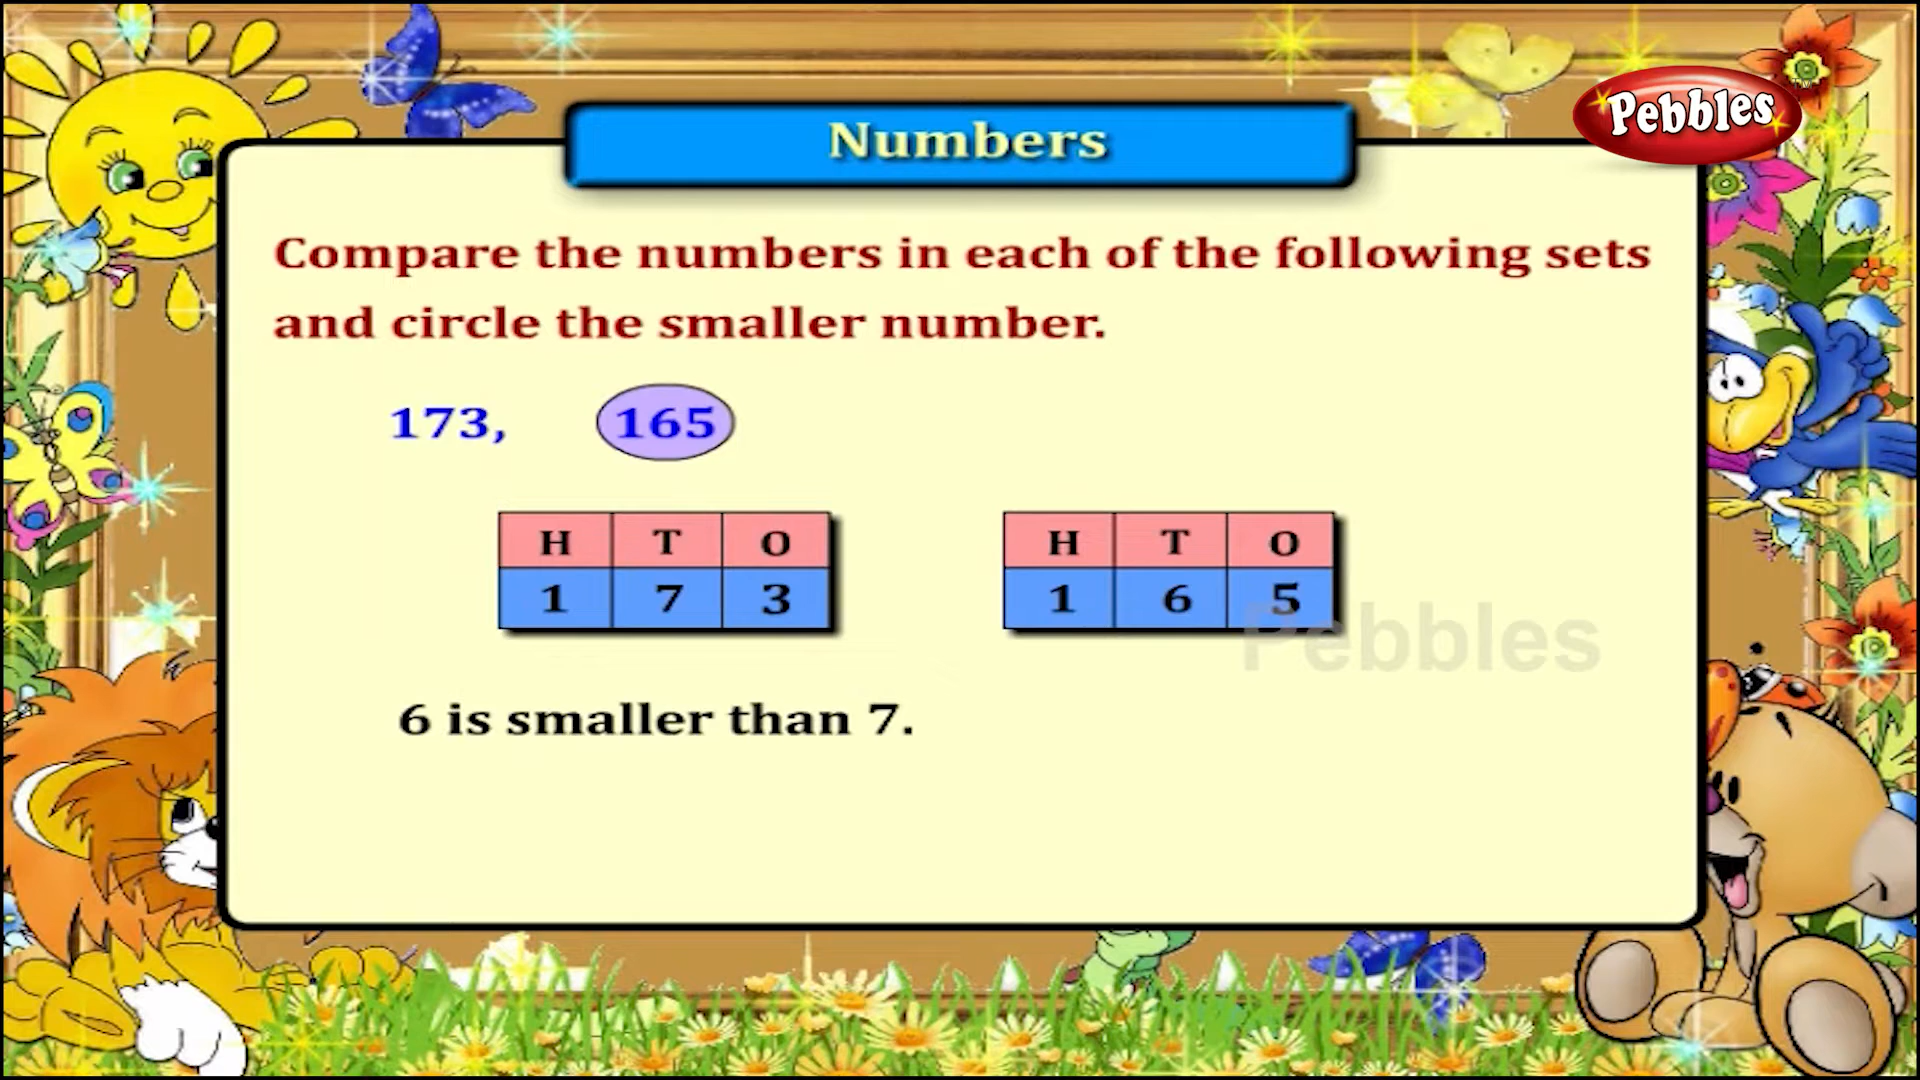 Pebbles
Numbers
Compare the numbers in each of the following sets
and circle the smaller number.
173, 165
H T O H T O
1 7 3 1 6 5
Pebbles
6 is smaller than 7.